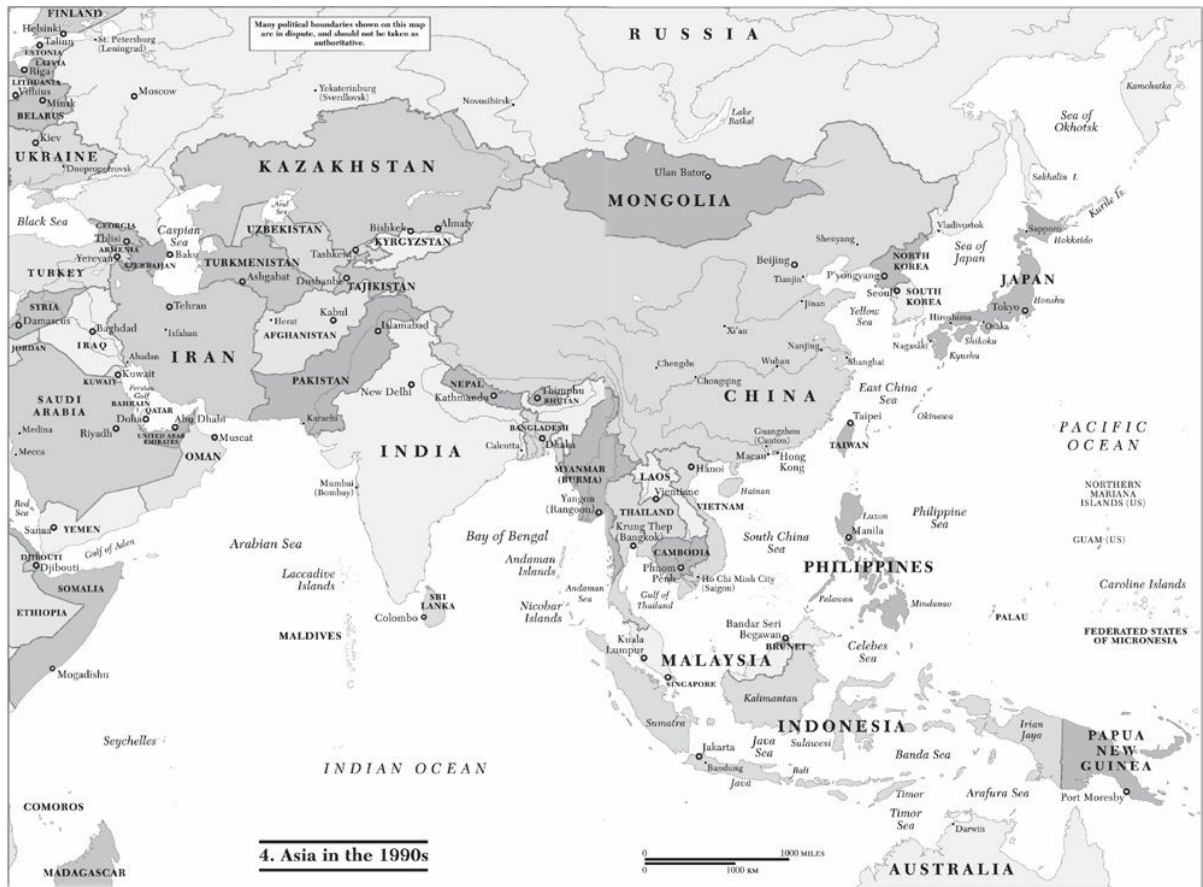 FINLAND
Helsinki
Many political boundaries shown on this map
are in dispute, and should not be taken as
authoritative.
RUSSIA
Tallinn
St. Petersburg
(Leningrad)
ESTONIA
LATVIA
Riga
LITHUANIA
Vilnius
Minsk
BELARUS
Moscow
Yekaterinburg
(Sverdlovsk)
Novosibirsk
Lake
Baikal
Kamchatka
Sea of
Okhotsk
Kiev
UKRAINE
Dnepropetrovsk
KAZAKHSTAN
Ulan Bator
MONGOLIA
Sakhalin I.
Kurile Is.
Black Sea
GEORGIA
Tblisi
ARMENIA
Yerevan
AZERBAIJAN
Caspian
Sea
Baku
Aral
Sea
UZBEKISTAN
Bishkek
Almaty
KYRGYZSTAN
Tashkent
TURKMENISTAN
Ashgabat
Dushanbe
TAJIKISTAN
Shenyang
Vladivostok
Sapporo
Hokkaido
Sea of
Japan
TURKEY
Beijing
Tianjin
NORTH
KOREA
P'yongyang
Seoul
SOUTH
KOREA
JAPAN
Tokyo
Honshu
SYRIA
Damascus
Tehran
Baghdad
IRAQ
Isfahan
Herat
Kabul
AFGHANISTAN
Islamabad
Jinan
Yellow
Sea
Hiroshima
Osaka
Shikoku
Nagasaki
Kyushu
JORDAN
Abadan
IRAN
Xi'an
Nanjing
Shanghai
KUWAIT
Kuwait
Persian
Gulf
PAKISTAN
New Delhi
NEPAL
Kathmandu
Thimphu
BHUTAN
Chengdu
Wuhan
Chongqing
CHINA
East China
Sea
SAUDI
ARABIA
BAHRAIN
QATAR
Doha
Abu Dhabi
UNITED ARAB
EMIRATES
Riyadh
Medina
Mecca
Muscat
OMAN
Karachi
INDIA
Calcutta
BANGLADESH
Dhaka
Guangzhou
(Canton)
Macau
Hong
Kong
Taipei
TAIWAN
Okinawa
PACIFIC
OCEAN
Mumbai
(Bombay)
MYANMAR
(BURMA)
Yangon
(Rangoon)
LAOS
Vientiane
Hanoi
Hainan
VIETNAM
NORTHERN
MARIANA
ISLANDS (US)
Red
Sea
Sanaa
YEMEN
Gulf of Aden
Arabian Sea
Bay of Bengal
THAILAND
Krung Thep
(Bangkok)
CAMBODIA
Phnom
Penh
Ho Chi Minh City
(Saigon)
South China
Sea
Luzon
Manila
Philippine
Sea
GUAM (US)
DJIBOUTI
Djibouti
SOMALIA
ETHIOPIA
Laccadive
Islands
Andaman
Islands
Andaman
Sea
Nicobar
Islands
Gulf of
Thailand
PHILIPPINES
Palawan
Mindanao
Caroline Islands
SRI
LANKA
Colombo
MALDIVES
PALAU
FEDERATED STATES
OF MICRONESIA
Mogadishu
Kuala
Lumpur
MALAYSIA
SINGAPORE
Bandar Seri
Begawan
BRUNEI
Celebes
Sea
Kalimantan
Sumatra
INDONESIA
Irian
Jaya
PAPUA
NEW
GUINEA
Seychelles
INDIAN OCEAN
Jakarta
Bandung
Java
Java
Sea
Sulawesi
Bali
Banda Sea
Timor
Timor
Sea
Arafura Sea
Port Moresby
COMOROS
MADAGASCAR
4. Asia in the 1990s
0 1000 MILES
0 1000 KM
Darwin
AUSTRALIA